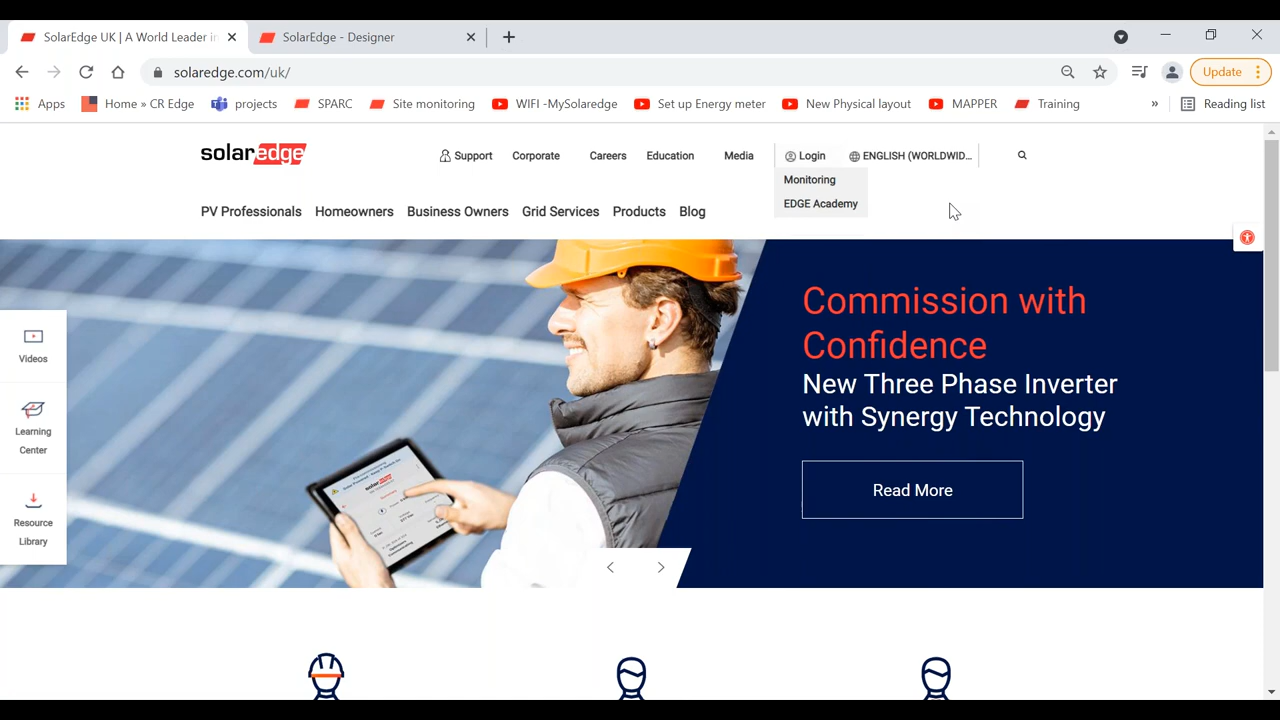 SolarEdge UK | A World Leader in
SolarEdge - Designer
solaredge.com/uk/
Update
Apps
Home » CR Edge
projects
SPARC
Site monitoring
WIFI -MySolaredge
Set up Energy meter
New Physical layout
MAPPER
Training
»
Reading list
solaredge
Support
Corporate
Careers
Education
Media
Login
ENGLISH (WORLDWID...
Monitoring
EDGE Academy
PV Professionals
Homeowners
Business Owners
Grid Services
Products
Blog
Commission with
Confidence
New Three Phase Inverter
with Synergy Technology
Read More
Videos
Learning
Center
Resource
Library
solaredge